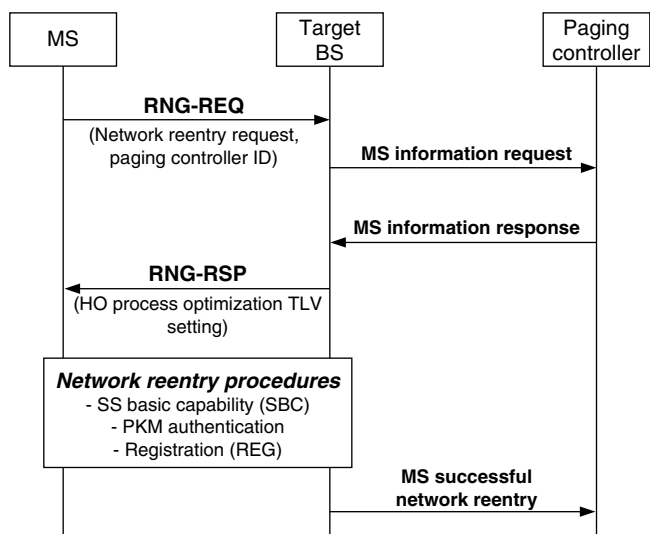 MS
Target
BS
Paging
controller
RNG-REQ
(Network reentry request,
paging controller ID)
MS information request
MS information response
RNG-RSP
(HO process optimization TLV
setting)
Network reentry procedures
- SS basic capability (SBC)
- PKM authentication
- Registration (REG)
MS successful
network reentry